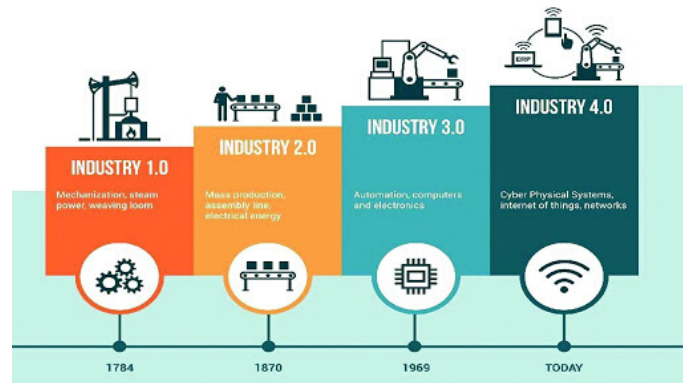 ERP
INDUSTRY 1.0
Mechanization, steam
power, weaving loom
INDUSTRY 2.0
Mass production,
assembly line,
electrical energy
INDUSTRY 3.0
Automation, computers
and electronics
INDUSTRY 4.0
Cyber Physical Systems,
internet of things, networks
1784
1870
1969
TODAY